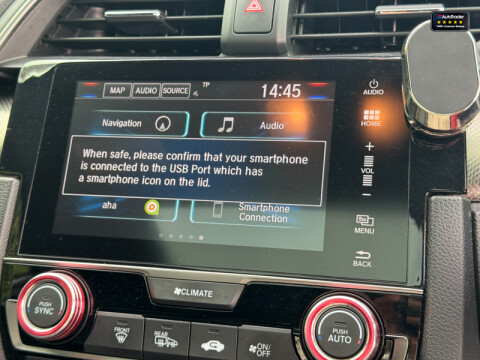 AutoTrader
TP
MAP AUDIO SOURCE
14:45
AUDIO
Navigation
Audio
HOME
When safe, please confirm that your smartphone
is connected to the USB Port which has
a smartphone icon on the lid.
+
VOL
−
aha
Smartphone
Connection
MENU
BACK
CLIMATE
PUSH
SYNC
FRONT
REAR
ON/
OFF
PUSH
AUTO